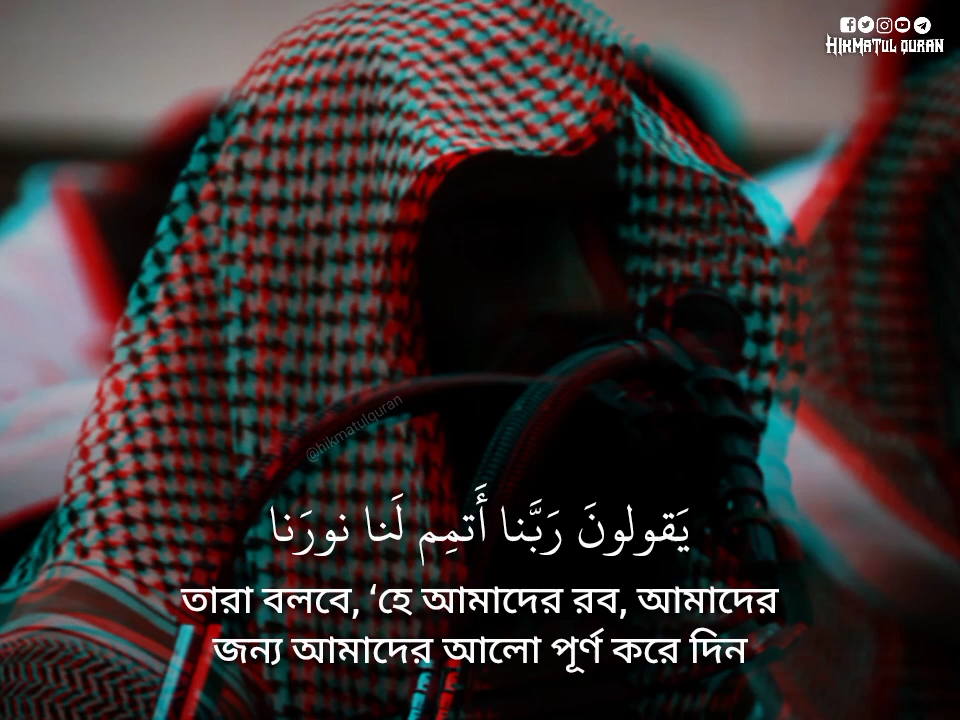 HIKMATUL QURAN
@hikmatulquran
يَقولونَ رَبَّنا أَتمِم لَنا نورَنا
তারা বলবে, ‘হে আমাদের রব, আমাদের
জন্য আমাদের আলো পূর্ণ করে দিন